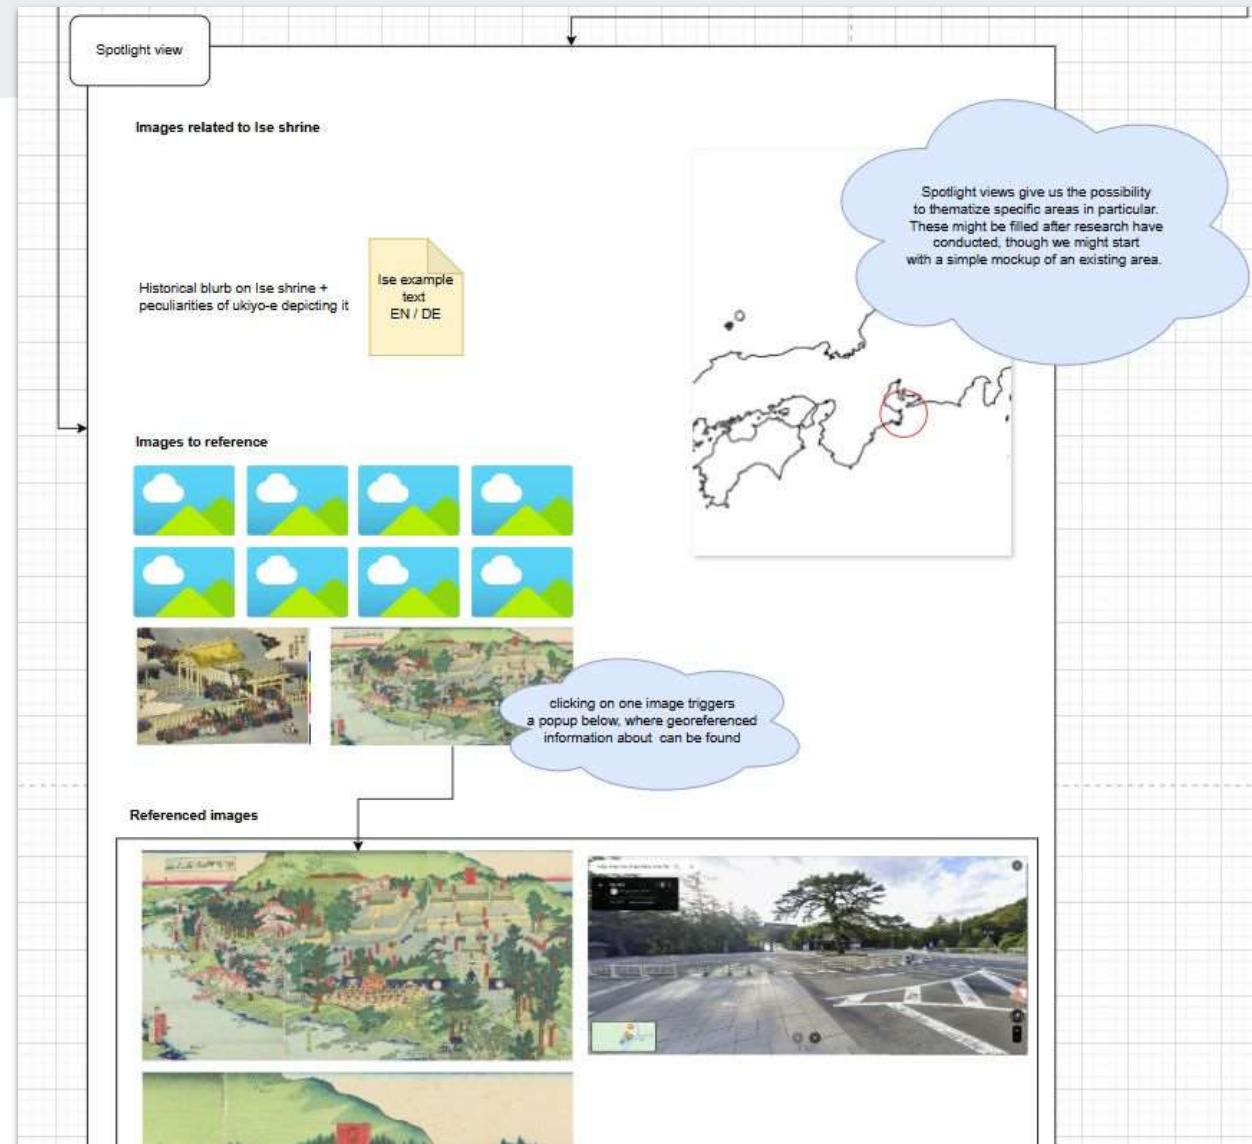 Spotlight view
Images related to Ise shrine
Spotlight views give us the possibility
to thematize specific areas in particular.
These might be filled after research have
conducted, though we might start
with a simple mockup of an existing area.
Historical blurb on Ise shrine +
peculiarities of ukiyo-e depicting it
Ise example
text
EN / DE
Images to reference
clicking on one image triggers
a popup below, where georeferenced
information about  can be found
Referenced images